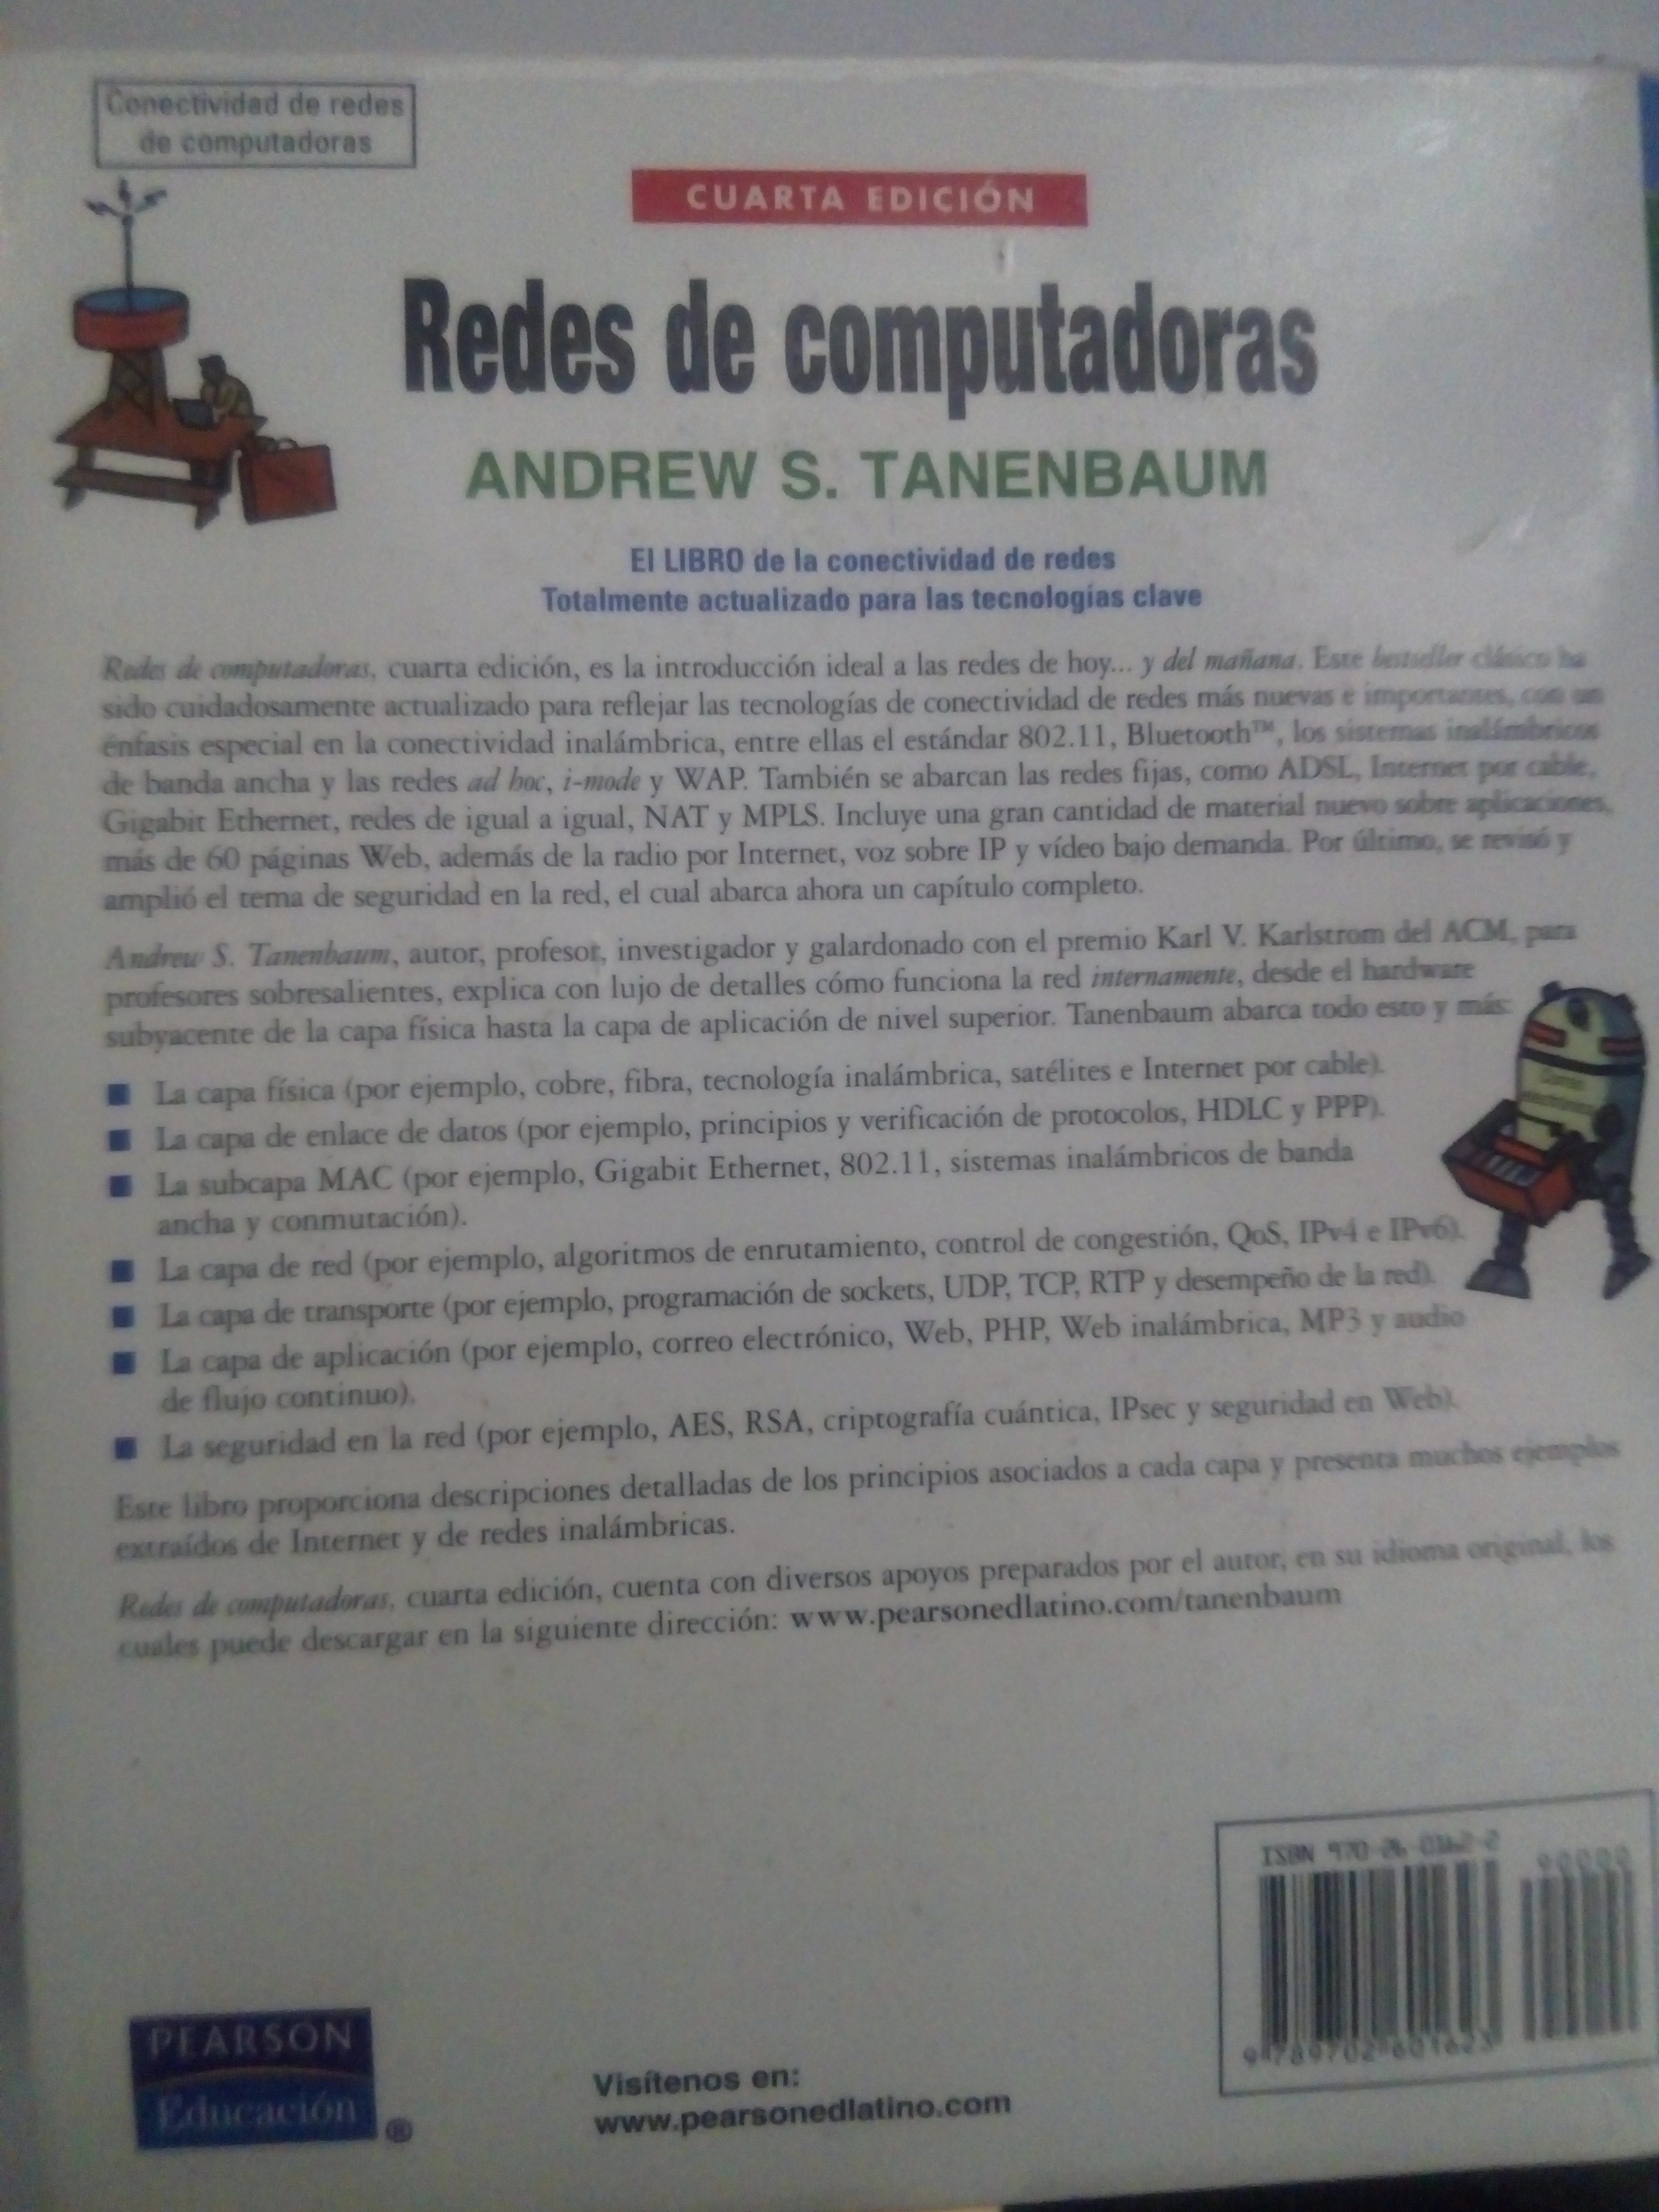 Conectividad de redes
de computadoras
CUARTA EDICIÓN
Redes de computadoras
ANDREW S. TANENBAUM
El LIBRO de la conectividad de redes
Totalmente actualizado para las tecnologías clave
Redes de computadoras, cuarta edición, es la introducción ideal a las redes de hoy... y del mañana. Este bestseller clásico ha
sido cuidadosamente actualizado para reflejar las tecnologías de conectividad de redes más nuevas e importantes, con un
énfasis especial en la conectividad inalámbrica, entre ellas el estándar 802.11, Bluetooth™, los sistemas inalámbricos
de banda ancha y las redes ad hoc, i-mode y WAP. También se abarcan las redes fijas, como ADSL, Internet por cable,
Gigabit Ethernet, redes de igual a igual, NAT y MPLS. Incluye una gran cantidad de material nuevo sobre aplicaciones,
más de 60 páginas Web, además de la radio por Internet, voz sobre IP y vídeo bajo demanda. Por último, se revisó y
amplió el tema de seguridad en la red, el cual abarca ahora un capítulo completo.
Andrew S. Tanenbaum, autor, profesor, investigador y galardonado con el premio Karl V. Karlstrom del ACM, para
profesores sobresalientes, explica con lujo de detalles cómo funciona la red internamente, desde el hardware
subyacente de la capa física hasta la capa de aplicación de nivel superior. Tanenbaum abarca todo esto y más:
■ La capa física (por ejemplo, cobre, fibra, tecnología inalámbrica, satélites e Internet por cable).
■ La capa de enlace de datos (por ejemplo, principios y verificación de protocolos, HDLC y PPP).
■ La subcapa MAC (por ejemplo, Gigabit Ethernet, 802.11, sistemas inalámbricos de banda
ancha y conmutación).
■ La capa de red (por ejemplo, algoritmos de enrutamiento, control de congestión, QoS, IPv4 e IPv6).
■ La capa de transporte (por ejemplo, programación de sockets, UDP, TCP, RTP y desempeño de la red).
■ La capa de aplicación (por ejemplo, correo electrónico, Web, PHP, Web inalámbrica, MP3 y audio
de flujo continuo).
■ La seguridad en la red (por ejemplo, AES, RSA, criptografía cuántica, IPsec y seguridad en Web).
Este libro proporciona descripciones detalladas de los principios asociados a cada capa y presenta muchos ejemplos
extraídos de Internet y de redes inalámbricas.
Redes de computadoras, cuarta edición, cuenta con diversos apoyos preparados por el autor, en su idioma original, los
cuales puede descargar en la siguiente dirección: www.pearsonedlatino.com/tanenbaum
ISBN 970-26-0162-2
90000
9 789702 601623
PEARSON
Educación
®
Visítenos en:
www.pearsonedlatino.com